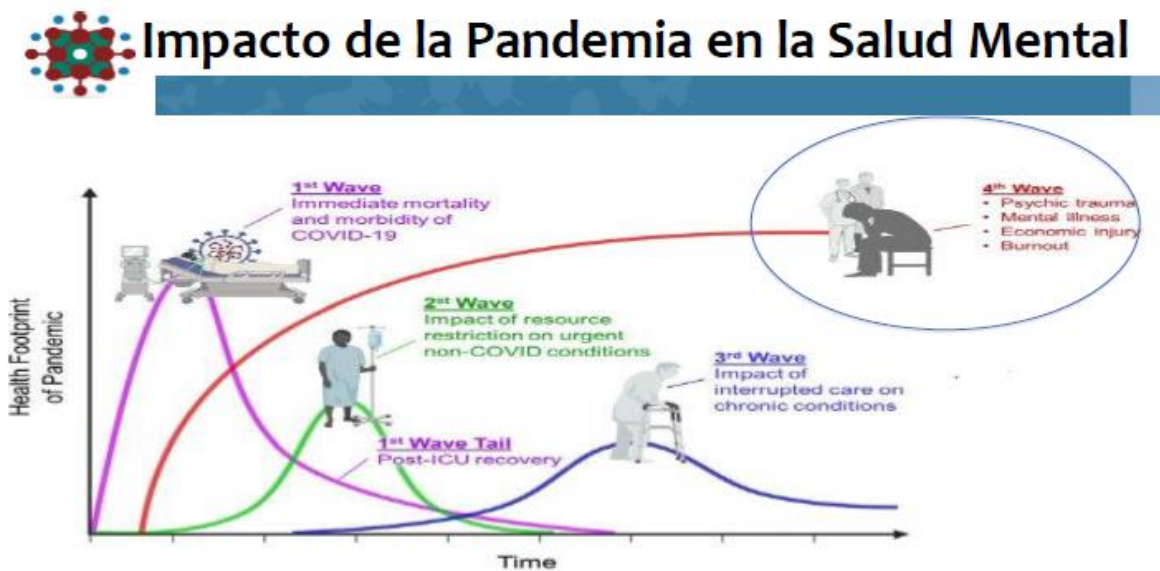 Impacto de la Pandemia en la Salud Mental
1st Wave
Immediate mortality
and morbidity of
COVID-19
4th Wave
• Psychic trauma
• Mental illness
• Economic injury
• Burnout
2st Wave
Impact of resource
restriction on urgent
non-COVID conditions
3rd Wave
Impact of
interrupted care on
chronic conditions
1st Wave Tail
Post-ICU recovery
Health Footprint
of Pandemic
Time